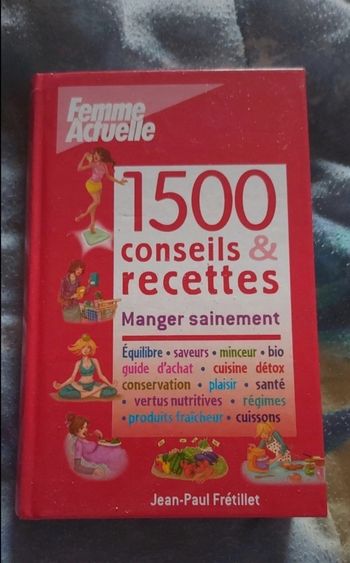 Femme
Actuelle
1500
conseils &
recettes
Manger sainement
Équilibre • saveurs • minceur • bio
guide d'achat • cuisine détox
conservation • plaisir • santé
• vertus nutritives • régimes
• produits fraîcheur • cuissons
Jean-Paul Frétillet